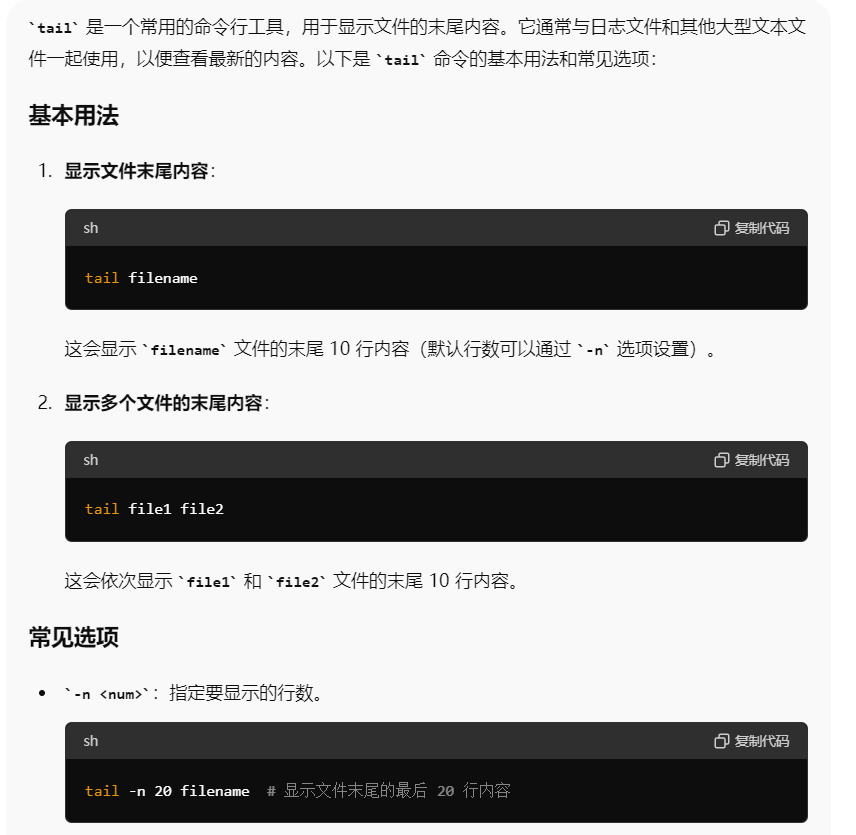 `tail` 是一个常用的命令行工具，用于显示文件的末尾内容。它通常与日志文件和其他大型文本文
件一起使用，以便查看最新的内容。以下是 `tail` 命令的基本用法和常见选项：
基本用法
1. 显示文件末尾内容：
sh 复制代码
tail filename
这会显示 `filename` 文件的末尾 10 行内容（默认行数可以通过 `-n` 选项设置）。
2. 显示多个文件的末尾内容：
sh 复制代码
tail file1 file2
这会依次显示 `file1` 和 `file2` 文件的末尾 10 行内容。
常见选项
• `-n <num>`：指定要显示的行数。
sh 复制代码
tail -n 20 filename  # 显示文件末尾的最后 20 行内容